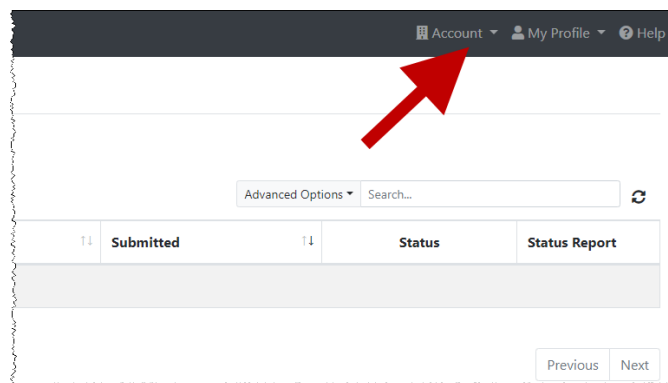 Account My Profile Help
Advanced Options Search...
Submitted Status Status Report
Previous Next